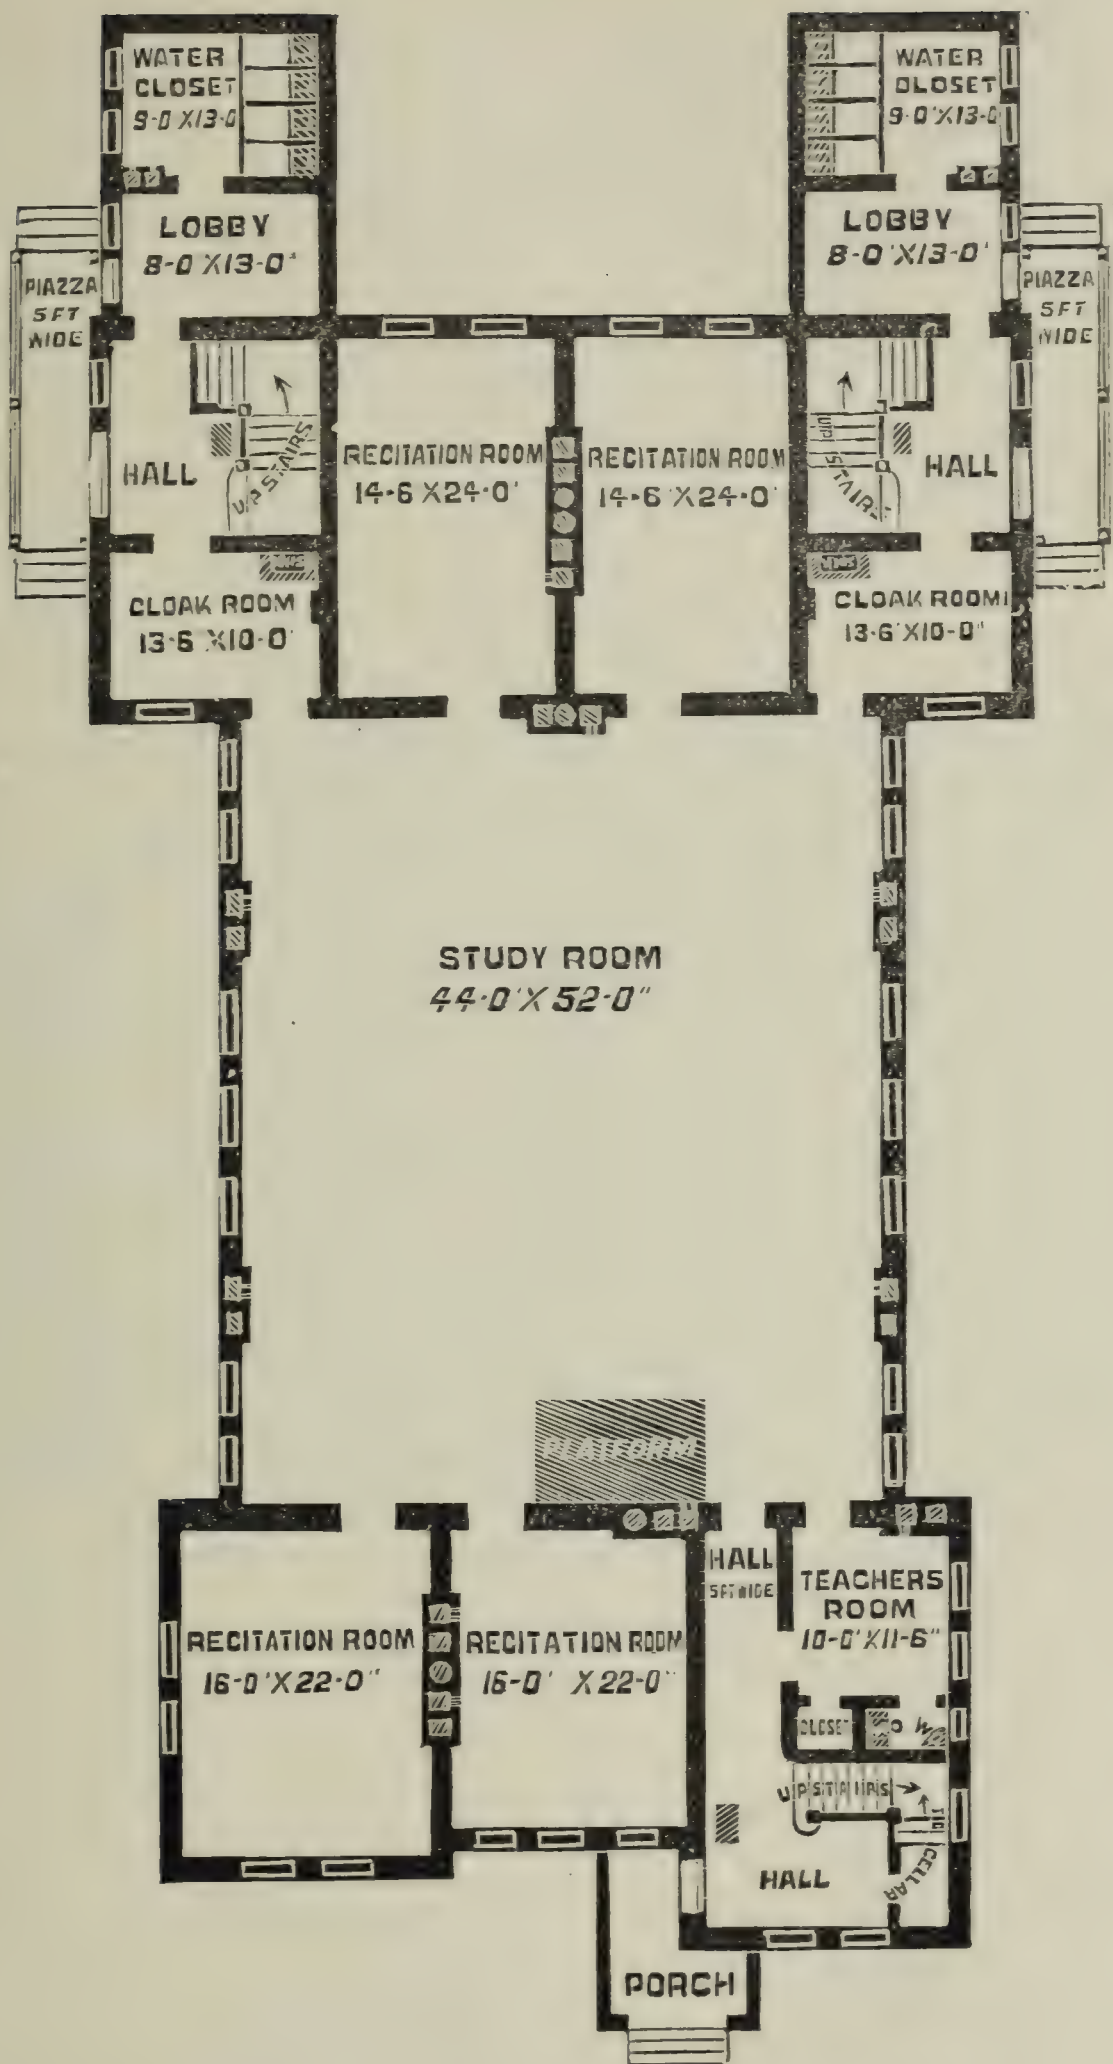 WATER
CLOSET
9-0 X13-0
WATER
CLOSET
9-0'X13-0
LOBBY
8-0 X13-0'
LOBBY
8-0'X13-0'
PIAZZA
5 FT
WIDE
PIAZZA
5 FT
WIDE
HALL
UP STAIRS
RECITATION ROOM
14-6 X24-0'
RECITATION ROOM
14-6 X24-0'
UP STAIRS
HALL
CLOAK ROOM
13-6 X10-0'
CLOAK ROOM
13-6'X10-0"
STUDY ROOM
44-0'X52-0"
PLATFORM
HALL
5 FT WIDE
TEACHERS
ROOM
10-0'X11-6"
RECITATION ROOM
16-0'X22-0"
RECITATION ROOM
16-0' X22-0"
CLOSET
UP STAIRS
TO
CELLAR
HALL
PORCH